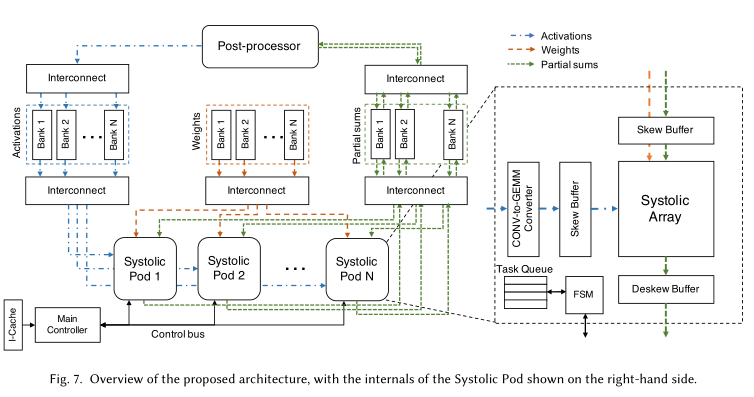 Post-processor
Activations
Weights
Partial sums
Interconnect
Interconnect
Activations
Bank 1
Bank 2
...
Bank N
Weights
Bank 1
Bank 2
...
Bank N
Partial sums
Bank 1
Bank 2
...
Bank N
Interconnect
Interconnect
Interconnect
Systolic
Pod 1
Systolic
Pod 2
...
Systolic
Pod N
I-Cache
Main
Controller
Control bus
Skew Buffer
CONV-to-GEMM
Converter
Skew Buffer
Systolic
Array
Task Queue
FSM
Deskew Buffer
Fig. 7. Overview of the proposed architecture, with the internals of the Systolic Pod shown on the right-hand side.